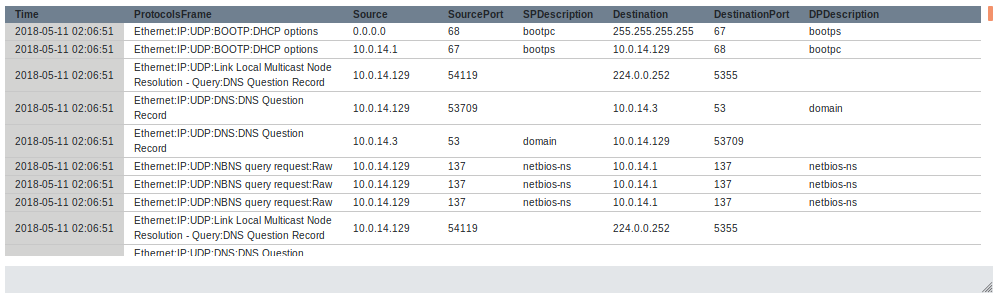 Time ProtocolsFrame Source SourcePort SPDescription Destination DestinationPort DPDescription
2018-05-11 02:06:51 Ethernet:IP:UDP:BOOTP:DHCP options 0.0.0.0 68 bootpc 255.255.255.255 67 bootps
2018-05-11 02:06:51 Ethernet:IP:UDP:BOOTP:DHCP options 10.0.14.1 67 bootps 10.0.14.129 68 bootpc
Ethernet:IP:UDP:Link Local Multicast Node
2018-05-11 02:06:51 10.0.14.129 54119 224.0.0.252 5355
Resolution - Query:DNS Question Record
Ethernet:IP:UDP:DNS:DNS Question
2018-05-11 02:06:51 10.0.14.129 53709 10.0.14.3 53 domain
Record
Ethernet:IP:UDP:DNS:DNS Question
2018-05-11 02:06:51 10.0.14.3 53 domain 10.0.14.129 53709
Record
2018-05-11 02:06:51 Ethernet:IP:UDP:NBNS query request:Raw 10.0.14.129 137 netbios-ns 10.0.14.1 137 netbios-ns
2018-05-11 02:06:51 Ethernet:IP:UDP:NBNS query request:Raw 10.0.14.129 137 netbios-ns 10.0.14.1 137 netbios-ns
2018-05-11 02:06:51 Ethernet:IP:UDP:NBNS query request:Raw 10.0.14.129 137 netbios-ns 10.0.14.1 137 netbios-ns
Ethernet:IP:UDP:Link Local Multicast Node
2018-05-11 02:06:51 10.0.14.129 54119 224.0.0.252 5355
Resolution - Query:DNS Question Record
Ethernet:IP:UDP:DNS:DNS Question